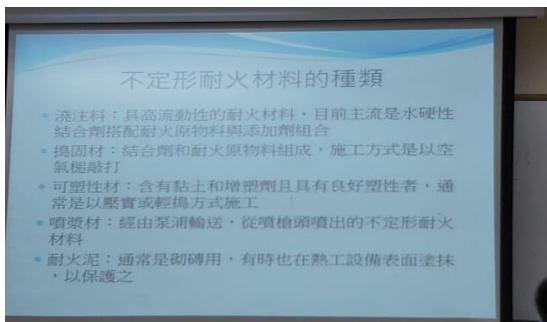 不定形耐火材料的種類
• 澆注料：具高流動性的耐火材料，目前主流是水硬性
結合劑搭配耐火原物料與添加劑組合
• 搗固材：結合劑和耐火原物料組成，施工方式是以空
氣槌敲打
• 可塑性材：含有黏土和增塑劑且具有良好塑性者，通
常是以壓實或輕搗方式施工
• 噴漿材：經由泵浦輸送，從噴槍頭噴出的不定形耐火
材料
• 耐火泥：通常是砌磚用，有時也在熱工設備表面塗抹
，以保護之